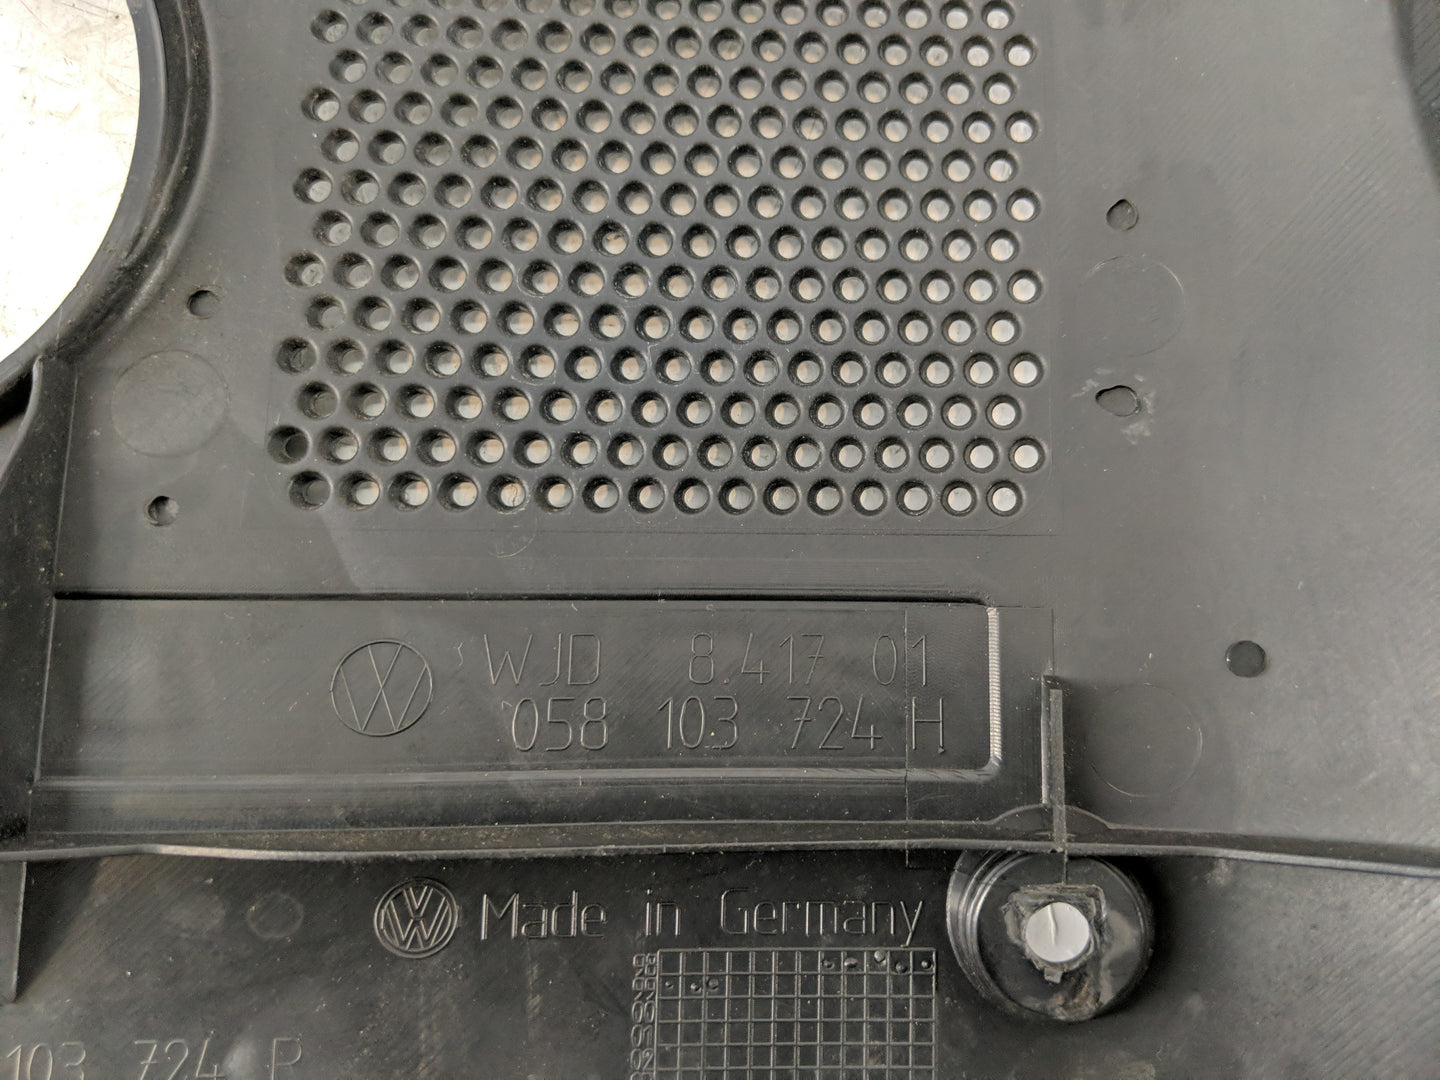 WJD 8.417 01
058 103 724 H
Made in Germany
103 724 P